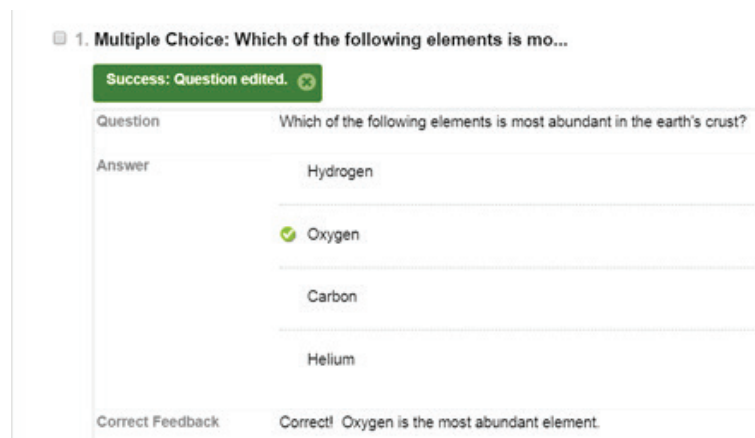 1. Multiple Choice: Which of the following elements is mo...
Success: Question edited.
Question Which of the following elements is most abundant in the earth's crust?
Answer Hydrogen
Oxygen
Carbon
Helium
Correct Feedback Correct! Oxygen is the most abundant element.